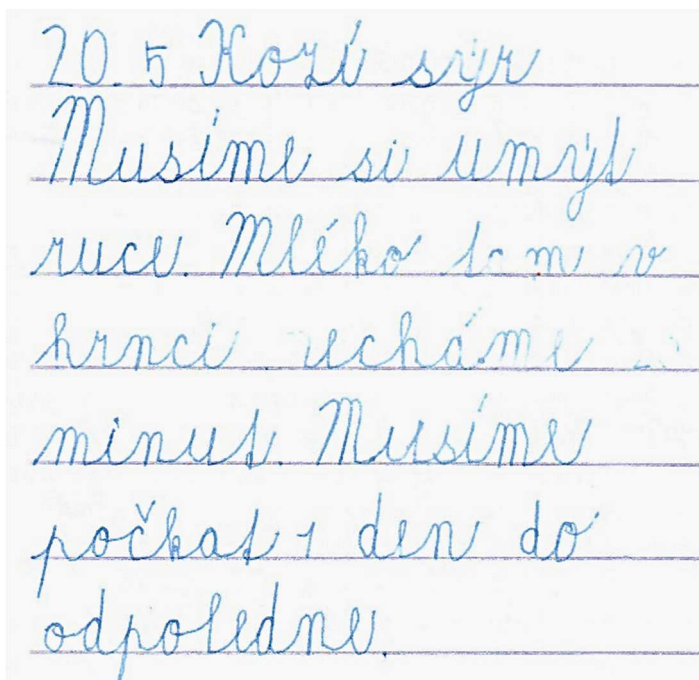 20. 5 Kozí sýr
Musíme si umýt
ruce. Mléko v
hrnci necháme
minut. Musíme
počkat 1 den do
odpoledne.